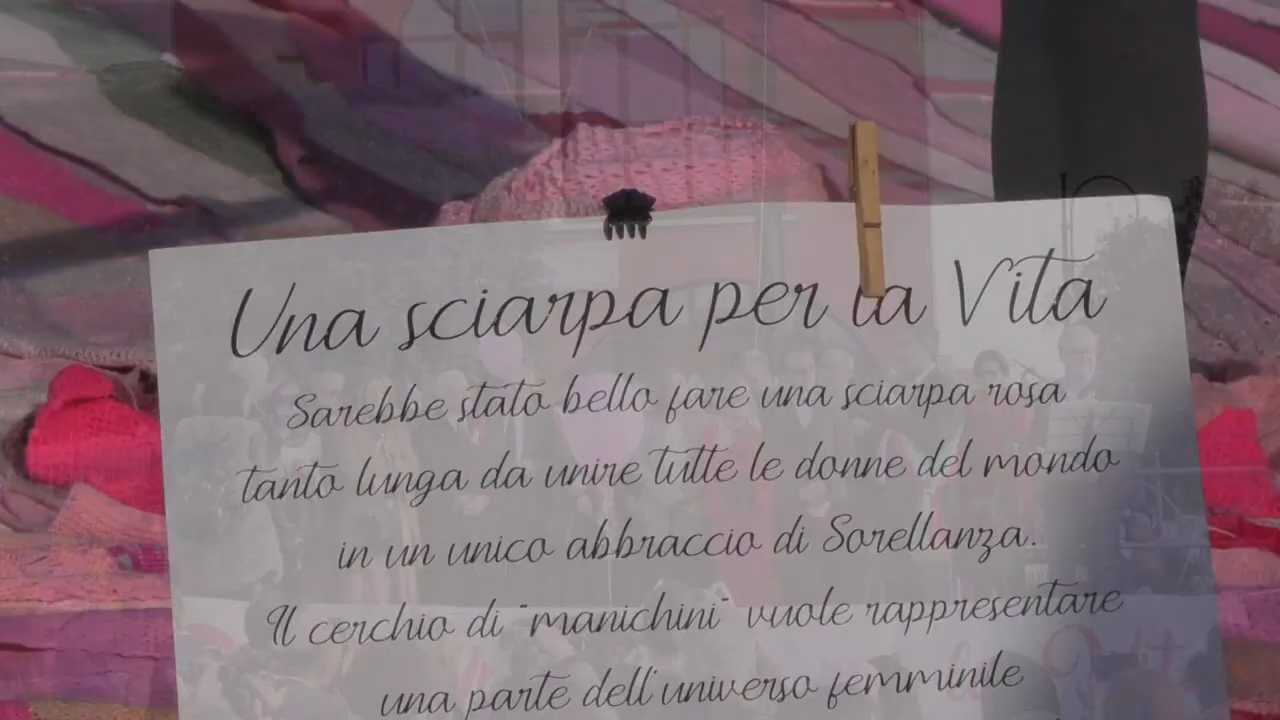 Una sciarpa per la Vita
Sarebbe stato bello fare una sciarpa rosa
tanto lunga da unire tutte le donne del mondo
in un unico abbraccio di Sorellanza.
Il cerchio di "manichini" vuole rappresentare
una parte dell'universo femminile